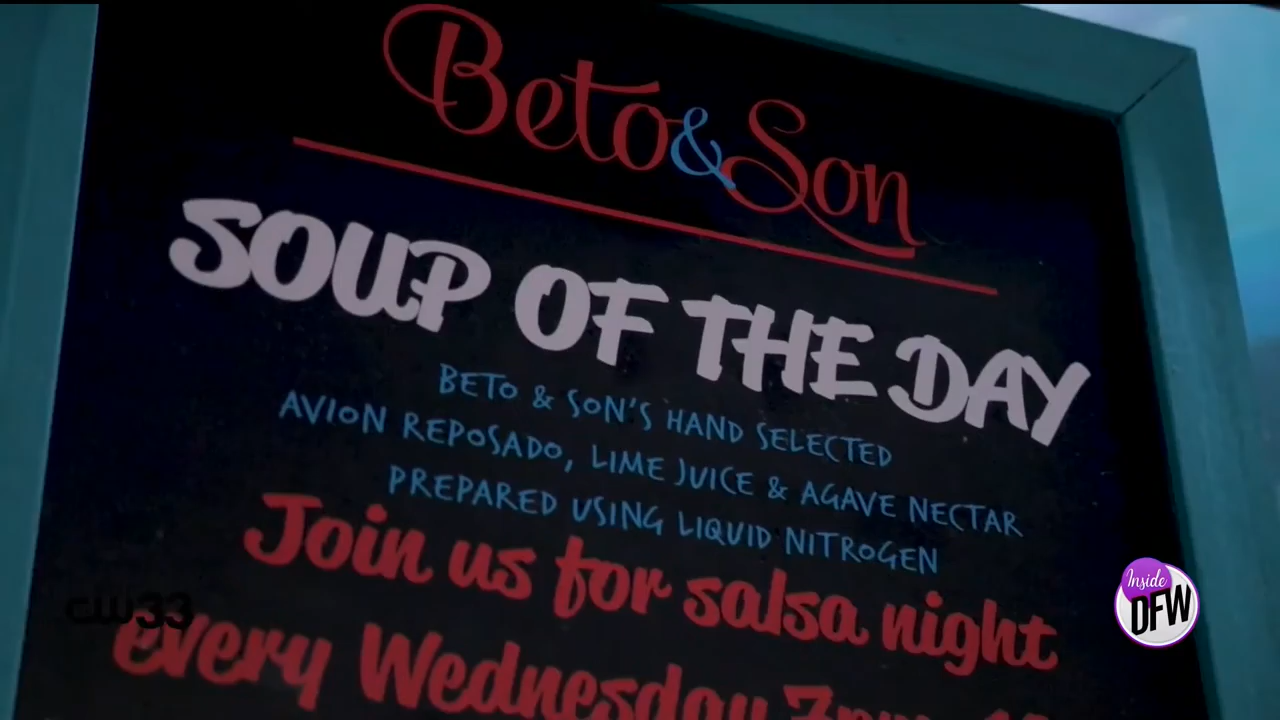 Beto & Son
SOUP OF THE DAY
BETO & SON'S HAND SELECTED
AVION REPOSADO, LIME JUICE & AGAVE NECTAR
PREPARED USING LIQUID NITROGEN
Join us for salsa night
every Wednesday
cw33
Inside
DFW